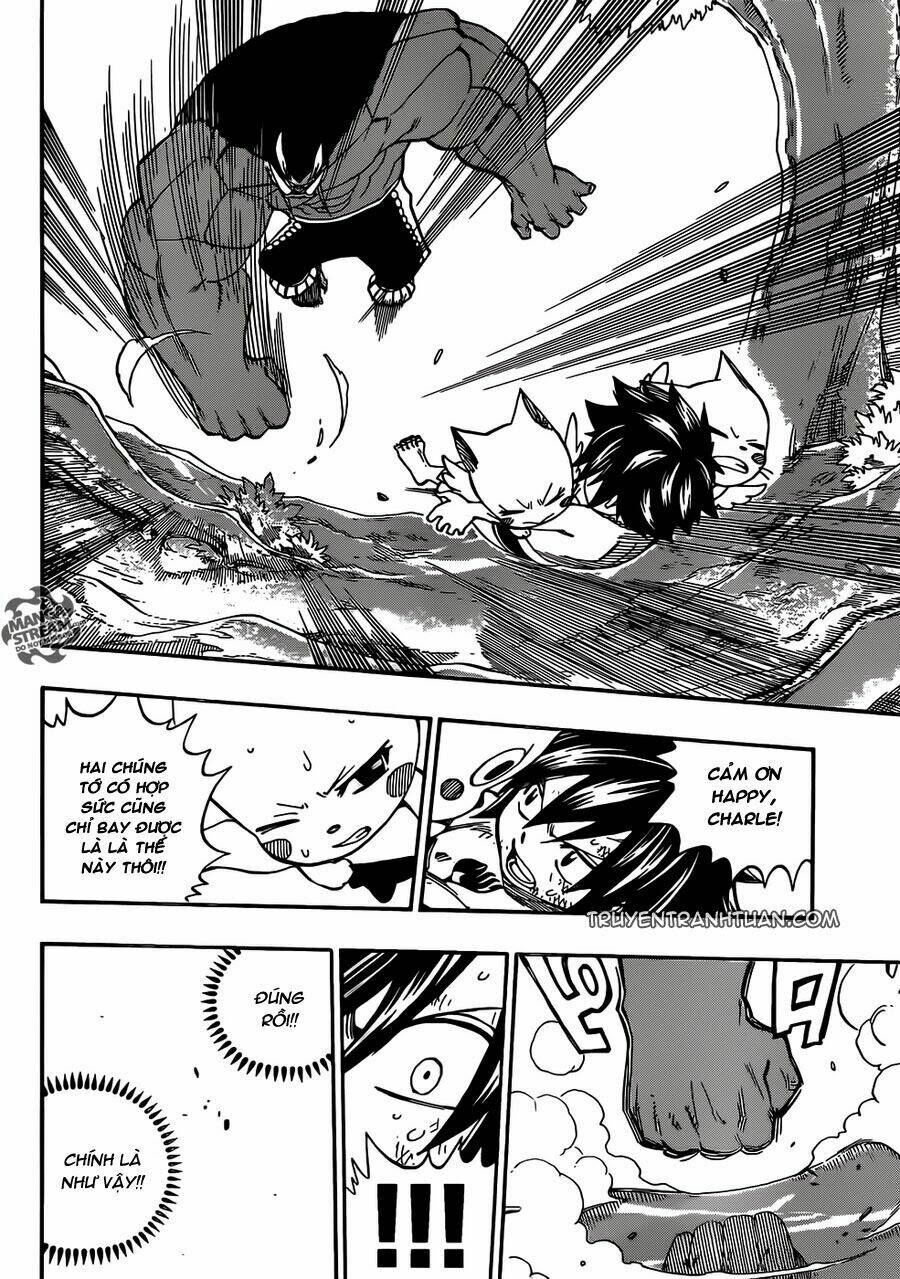 MANGA
STREAM
CẢM ƠN
HAPPY,
CHARLE!
HAI CHÚNG
TỚ CÓ HỢP
SỨC CŨNG
CHỈ BAY ĐƯỢC
LÀ LÀ THẾ
NÀY THÔI!!
TRUYENTRANHTUAN.COM
!!!
ĐÚNG
RỒI!!
CHÍNH LÀ
NHƯ VẬY!!